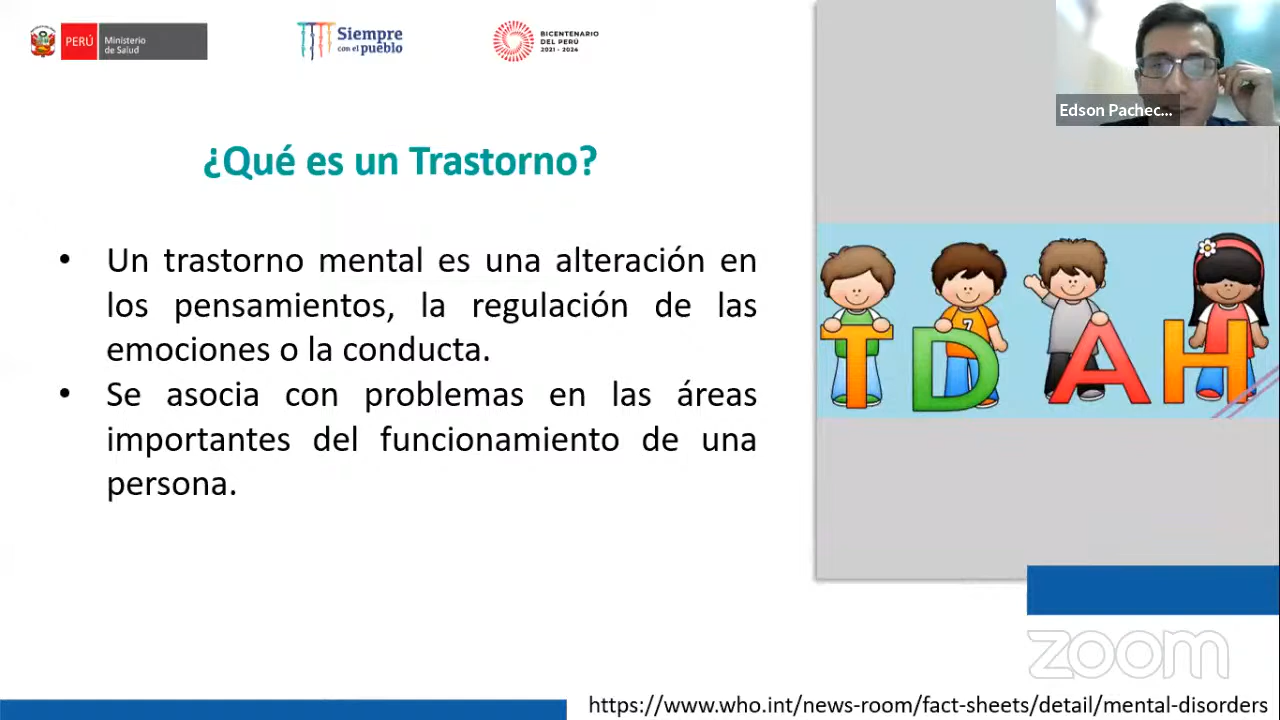 PERÚ
Ministerio
de Salud
Siempre
con el pueblo
BICENTENARIO
DEL PERÚ
2021 - 2024
Edson Pachec...
¿Qué es un Trastorno?
• Un trastorno mental es una alteración en
los pensamientos, la regulación de las
emociones o la conducta.
• Se asocia con problemas en las áreas
importantes del funcionamiento de una
persona.
7
TDAH
zoom
https://www.who.int/news-room/fact-sheets/detail/mental-disorders